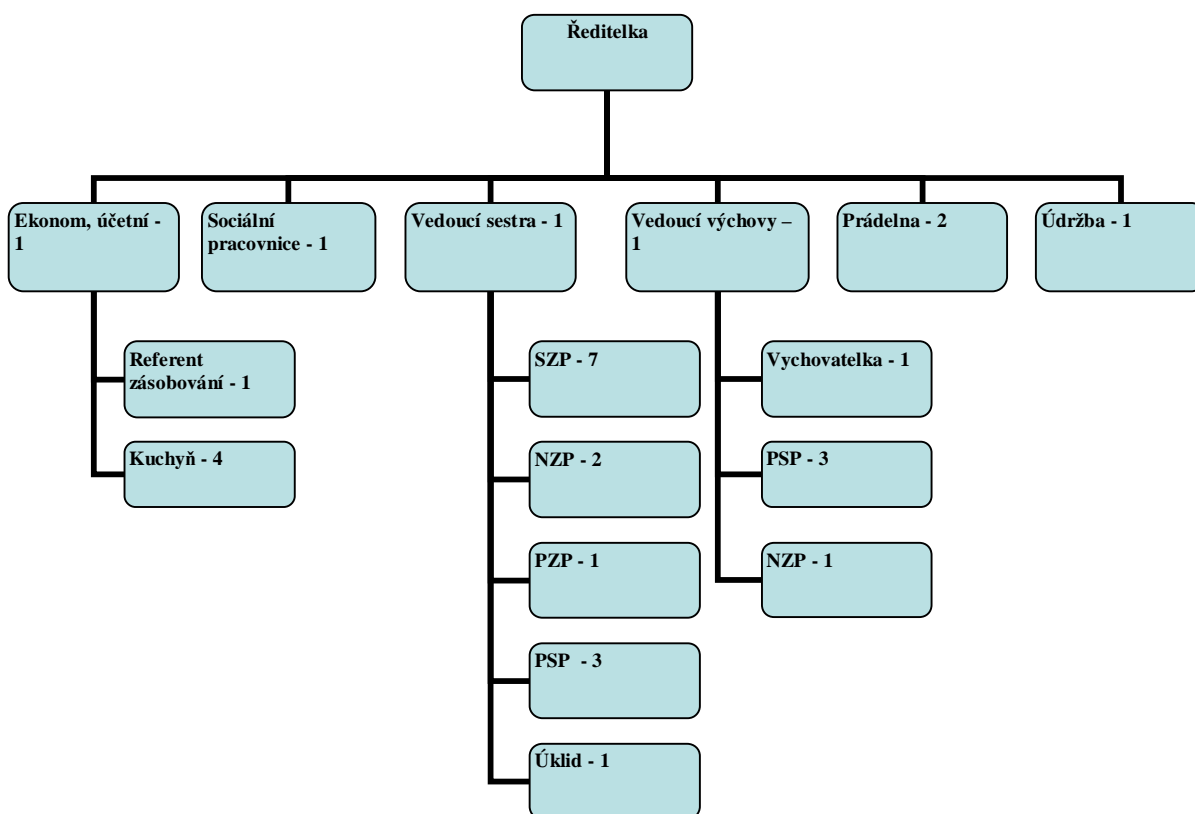 Ředitelka
Ekonom, účetní -
1
Sociální
pracovnice - 1
Vedoucí sestra - 1
Vedoucí výchovy –
1
Prádelna - 2
Údržba - 1
Referent
zásobování - 1
Kuchyň - 4
SZP - 7
NZP - 2
PZP - 1
PSP  - 3
Úklid - 1
Vychovatelka - 1
PSP - 3
NZP - 1